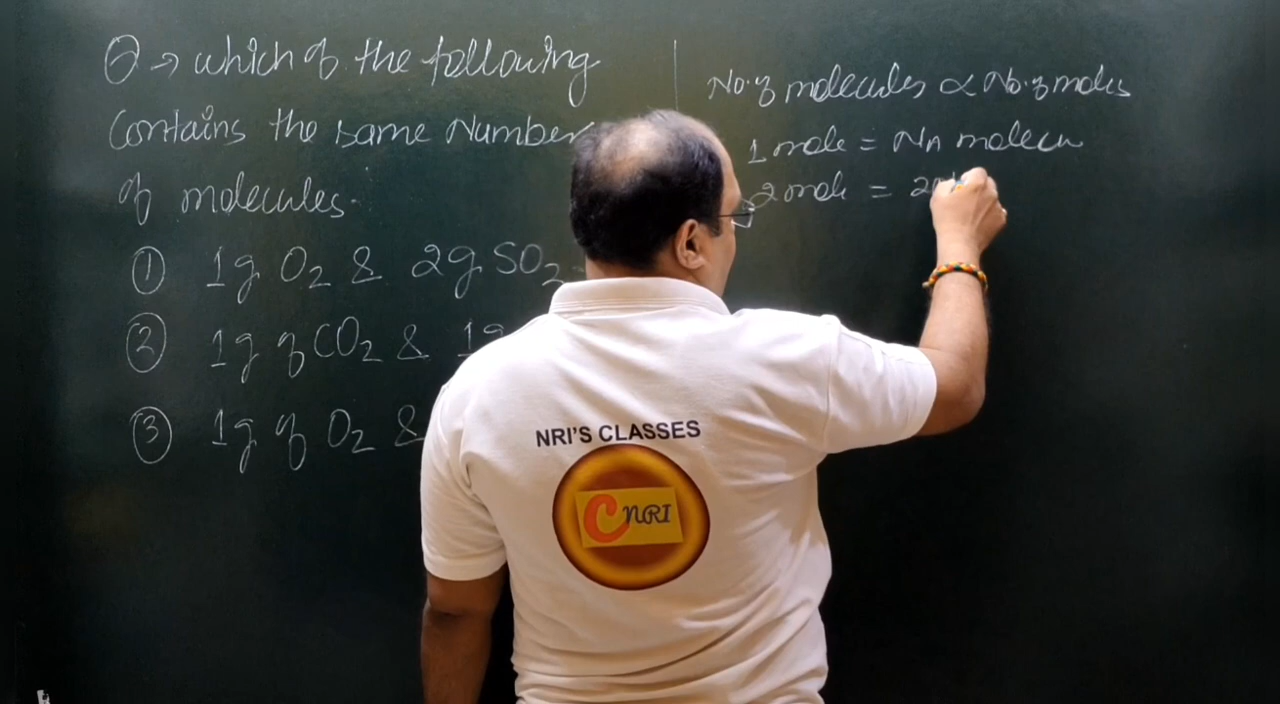 Q → which of the following
Contains the same Number
of molecules.
① 1g O₂ & 2g SO₂
② 1g of CO₂ & 1g
③ 1g of O₂ &
No. of molecules ∝ No. of moles
1 mole = NA molecu
2 mole = 2
NRI'S CLASSES
C NRI